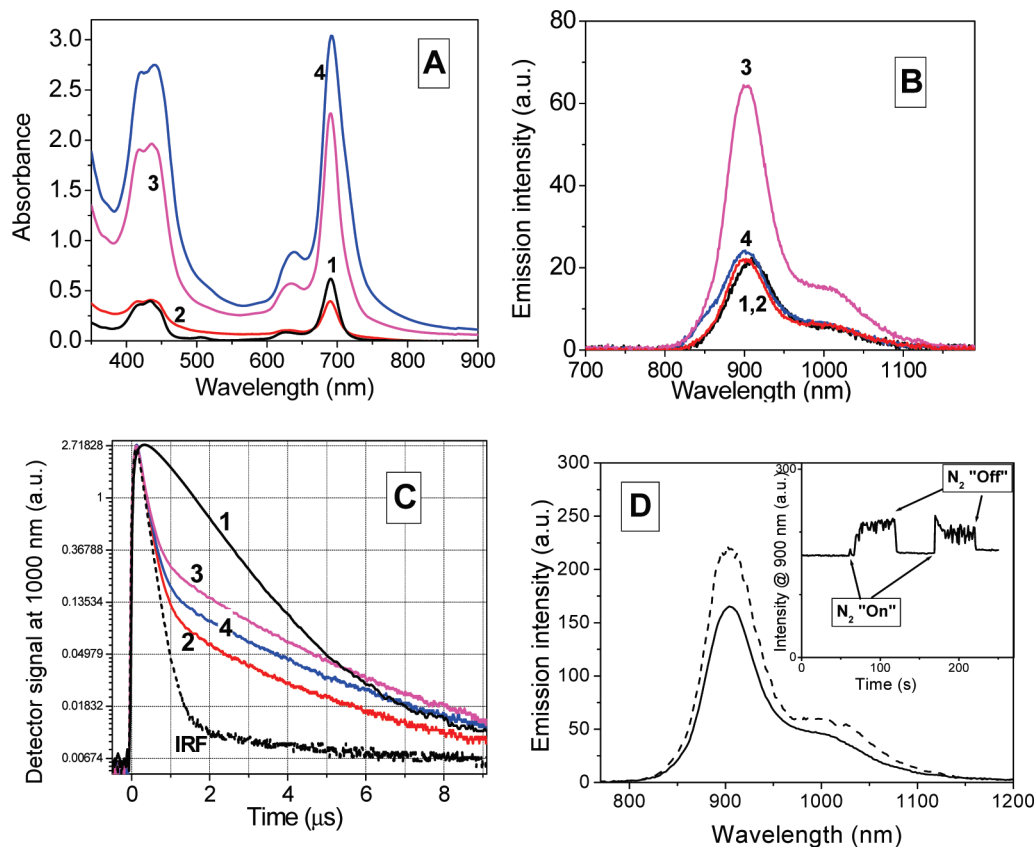 A
3.0
2.5
2.0
1.5
1.0
0.5
0.0
Absorbance
4
3
1
2
400 500 600 700 800 900
Wavelength (nm)
B
80
60
40
20
0
Emission intensity (a.u.)
3
4
1,2
700 800 900 1000 1100
Wavelength (nm)
C
2.71828
1
0.36788
0.13534
0.04979
0.01832
0.00674
Detector signal at 1000 nm (a.u.)
1
3
4
2
IRF
0 2 4 6 8
Time (μs)
D
300
250
200
150
100
50
0
Emission intensity (a.u.)
800 900 1000 1100 1200
Wavelength (nm)
300
Intensity @ 900 nm (a.u.)
N₂ "Off"
N₂ "On"
0 100 200
Time (s)